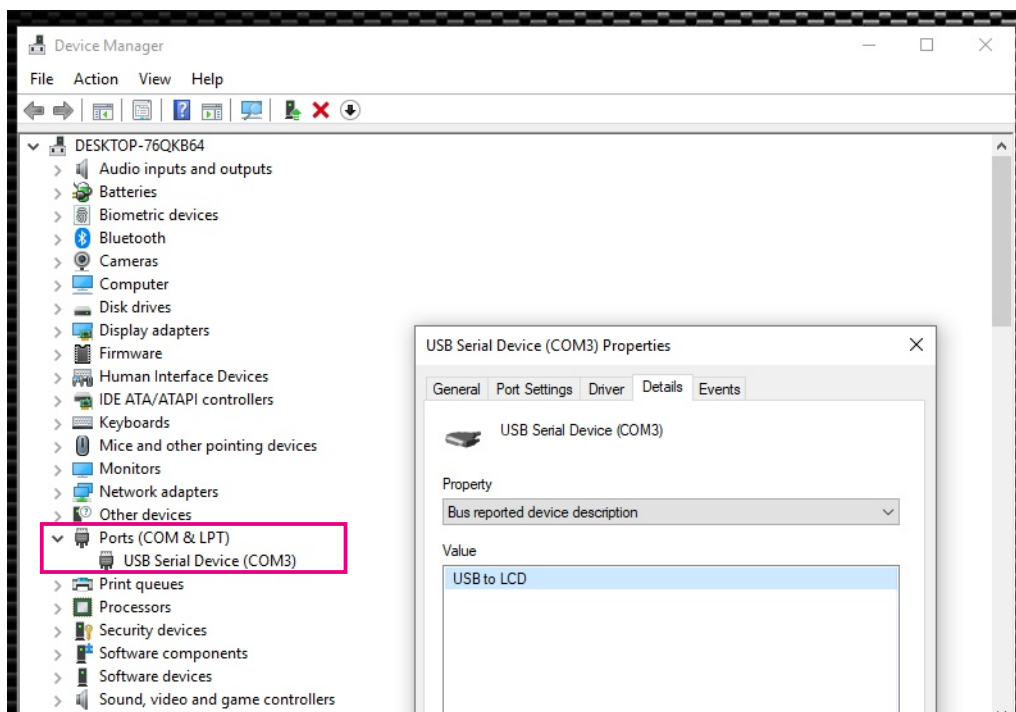 Device Manager
File Action View Help
DESKTOP-76QKB64
Audio inputs and outputs
Batteries
Biometric devices
Bluetooth
Cameras
Computer
Disk drives
Display adapters
Firmware
Human Interface Devices
IDE ATA/ATAPI controllers
Keyboards
Mice and other pointing devices
Monitors
Network adapters
Other devices
Ports (COM & LPT)
USB Serial Device (COM3)
Print queues
Processors
Security devices
Software components
Software devices
Sound, video and game controllers
USB Serial Device (COM3) Properties
General Port Settings Driver Details Events
USB Serial Device (COM3)
Property
Bus reported device description
Value
USB to LCD